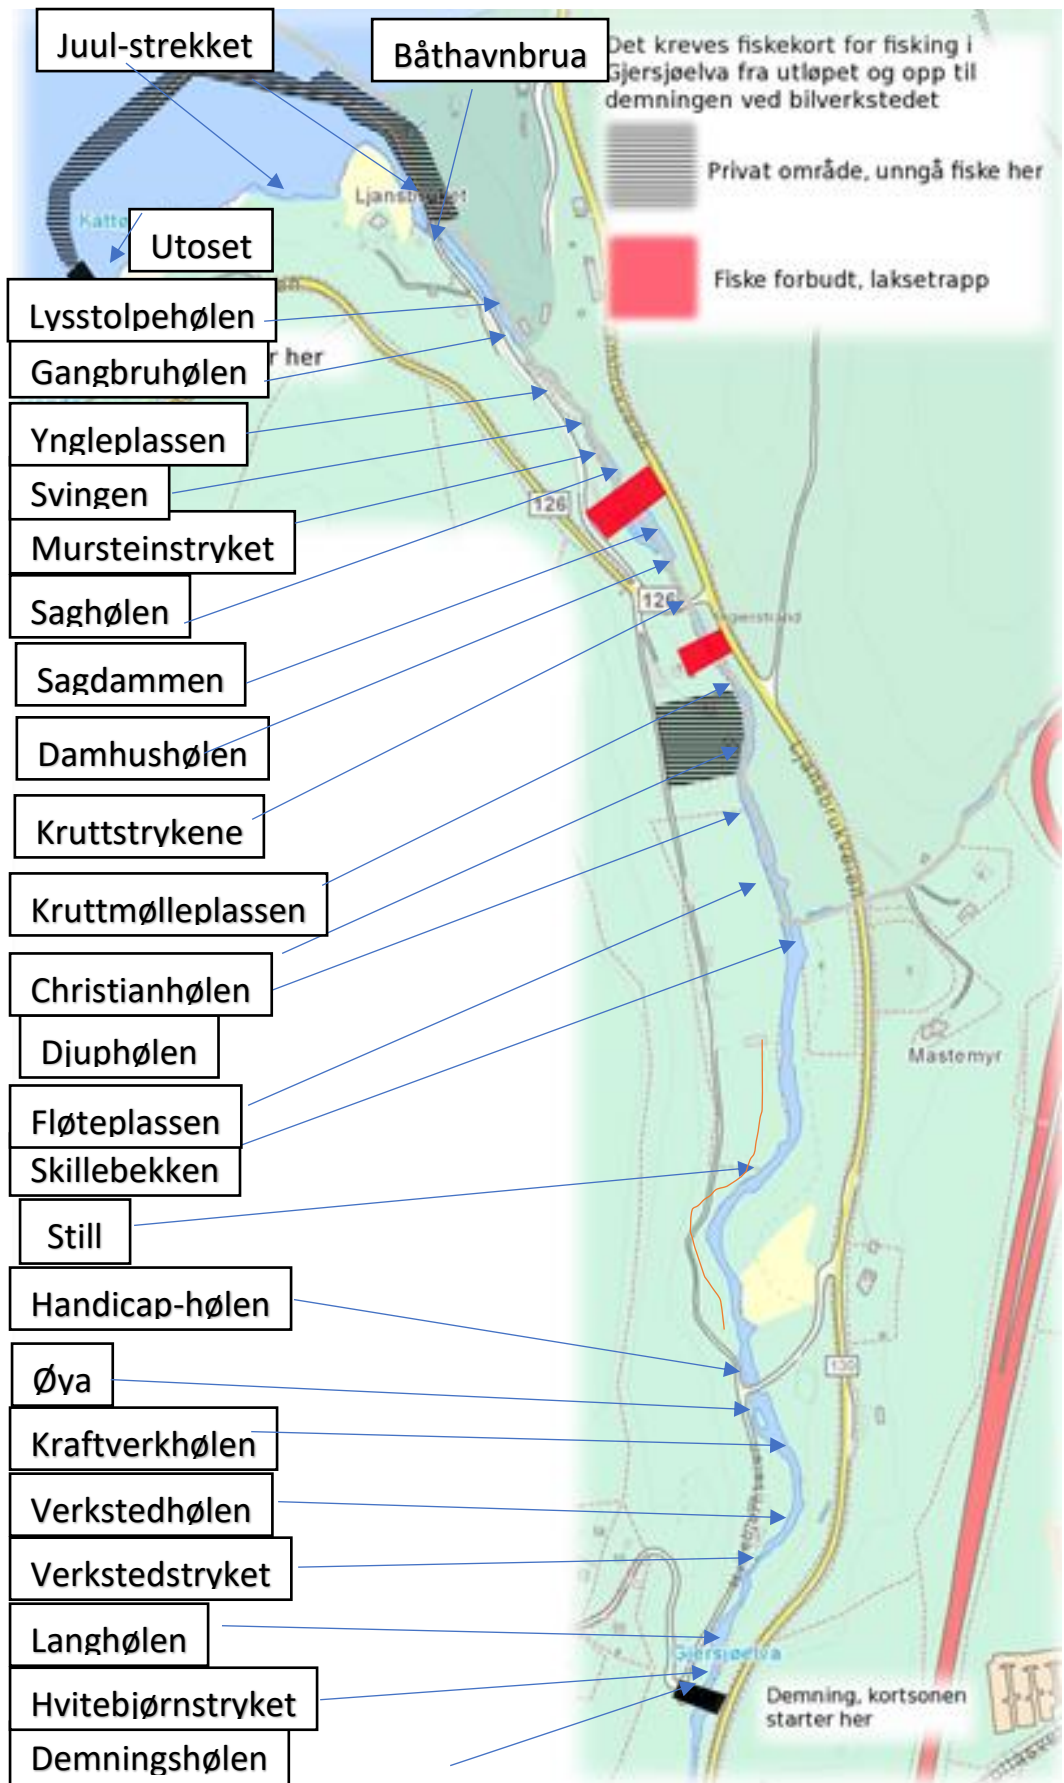 Juul-strekket
Båthavnbrua
Det kreves fiskekort for fisking i
Gjersjøelva fra utløpet og opp til
demningen ved bilverkstedet
Privat område, unngå fiske her
Fiske forbudt, laksetrapp
Utoset
Lysstolpehølen
Gangbruhølen
r her
Yngleplassen
Svingen
126
Mursteinstryket
Saghølen
126
Sagdammen
Damhushølen
Kruttstrykene
Kruttmølleplassen
Christianhølen
Djuphølen
Mastemyr
Fløteplassen
Skillebekken
Still
Handicap-hølen
Øya
130
Kraftverkhølen
Verkstedhølen
Verkstedstryket
Langhølen
Gjersjøelva
Hvitebjørnstryket
Demning, kortsonen
starter her
Demningshølen